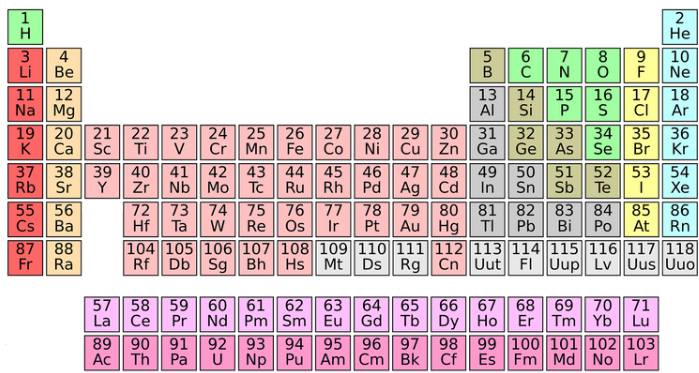 1 2
H He
3 4 5 6 7 8 9 10
Li Be B C N O F Ne
11 12 13 14 15 16 17 18
Na Mg Al Si P S Cl Ar
19 20 21 22 23 24 25 26 27 28 29 30 31 32 33 34 35 36
K Ca Sc Ti V Cr Mn Fe Co Ni Cu Zn Ga Ge As Se Br Kr
37 38 39 40 41 42 43 44 45 46 47 48 49 50 51 52 53 54
Rb Sr Y Zr Nb Mo Tc Ru Rh Pd Ag Cd In Sn Sb Te I Xe
55 56 72 73 74 75 76 77 78 79 80 81 82 83 84 85 86
Cs Ba Hf Ta W Re Os Ir Pt Au Hg Tl Pb Bi Po At Rn
87 88 104 105 106 107 108 109 110 111 112 113 114 115 116 117 118
Fr Ra Rf Db Sg Bh Hs Mt Ds Rg Cn Uut Fl Uup Lv Uus Uuo
57 58 59 60 61 62 63 64 65 66 67 68 69 70 71
La Ce Pr Nd Pm Sm Eu Gd Tb Dy Ho Er Tm Yb Lu
89 90 91 92 93 94 95 96 97 98 99 100 101 102 103
Ac Th Pa U Np Pu Am Cm Bk Cf Es Fm Md No Lr